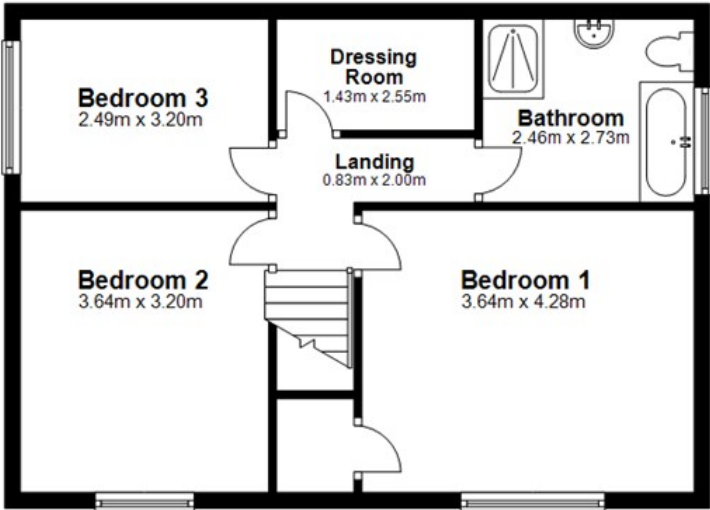 Dressing
Room
1.43m x 2.55m
Bedroom 3
2.49m x 3.20m
Bathroom
2.46m x 2.73m
Landing
0.83m x 2.00m
Bedroom 2
3.64m x 3.20m
Bedroom 1
3.64m x 4.28m